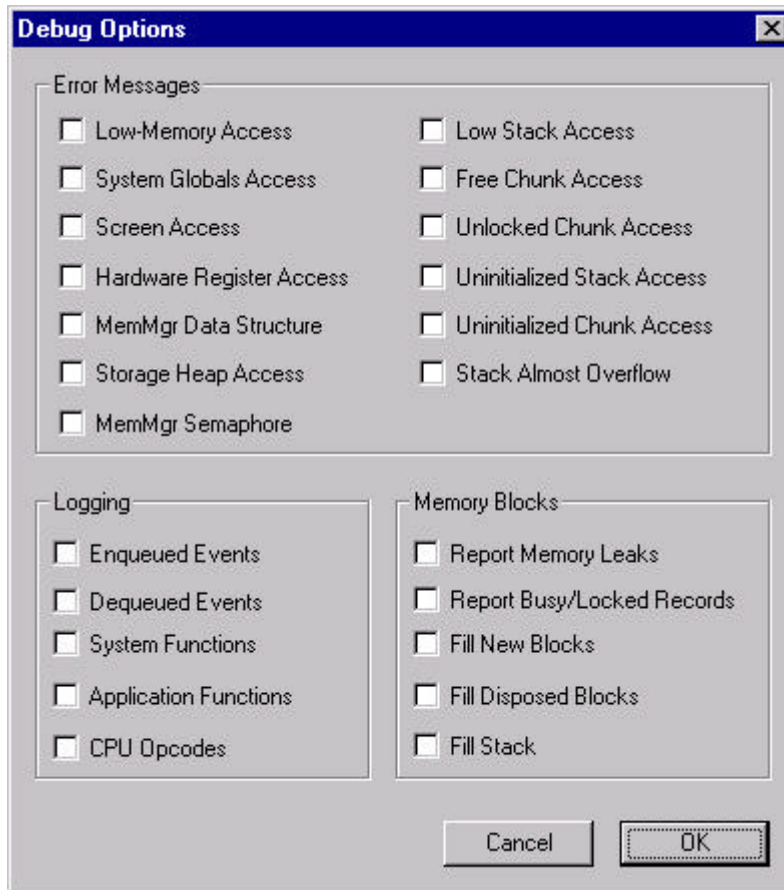 Debug Options
Error Messages
Low-Memory Access
System Globals Access
Screen Access
Hardware Register Access
MemMgr Data Structure
Storage Heap Access
MemMgr Semaphore
Low Stack Access
Free Chunk Access
Unlocked Chunk Access
Uninitialized Stack Access
Uninitialized Chunk Access
Stack Almost Overflow
Logging
Enqueued Events
Dequeued Events
System Functions
Application Functions
CPU Opcodes
Memory Blocks
Report Memory Leaks
Report Busy/Locked Records
Fill New Blocks
Fill Disposed Blocks
Fill Stack
Cancel
OK